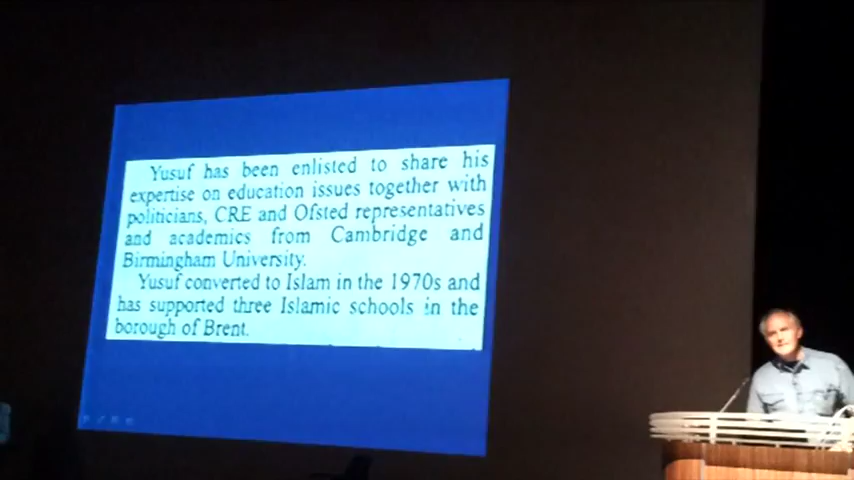 Yusuf has been enlisted to share his
expertise on education issues together with
politicians, CRE and Ofsted representatives
and academics from Cambridge and
Birmingham University.
Yusuf converted to Islam in the 1970s and
has supported three Islamic schools in the
borough of Brent.